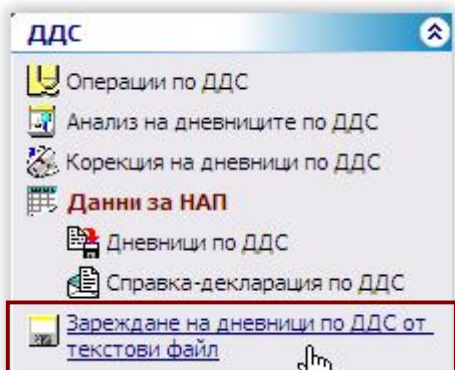 ДДС
Операции по ДДС
Анализ на дневниците по ДДС
Корекция на дневници по ДДС
Данни за НАП
Дневници по ДДС
Справка-декларация по ДДС
Зареждане на дневници по ДДС от
текстови файл